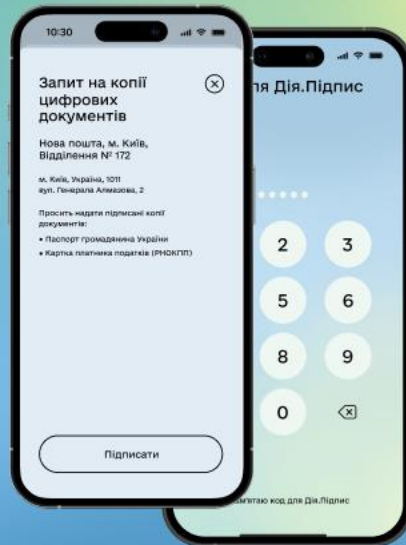 10:30
Запит на копії
цифрових
документів
Нова пошта, м. Київ,
Відділення № 172
м. Київ, Україна, 1011
вул. Генерала Алмазова, 2
Просить надати підписані копії
документів:
• Паспорт громадянина України
• Картка платника податків (РНОКПП)
Підписати
Дія.Підпис
2 3
5 6
8 9
0
код для Дія.Підпис